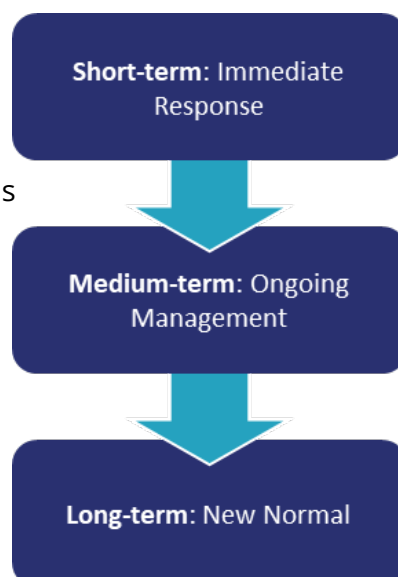 Short-term: Immediate
Response
s
Medium-term: Ongoing
Management
Long-term: New Normal